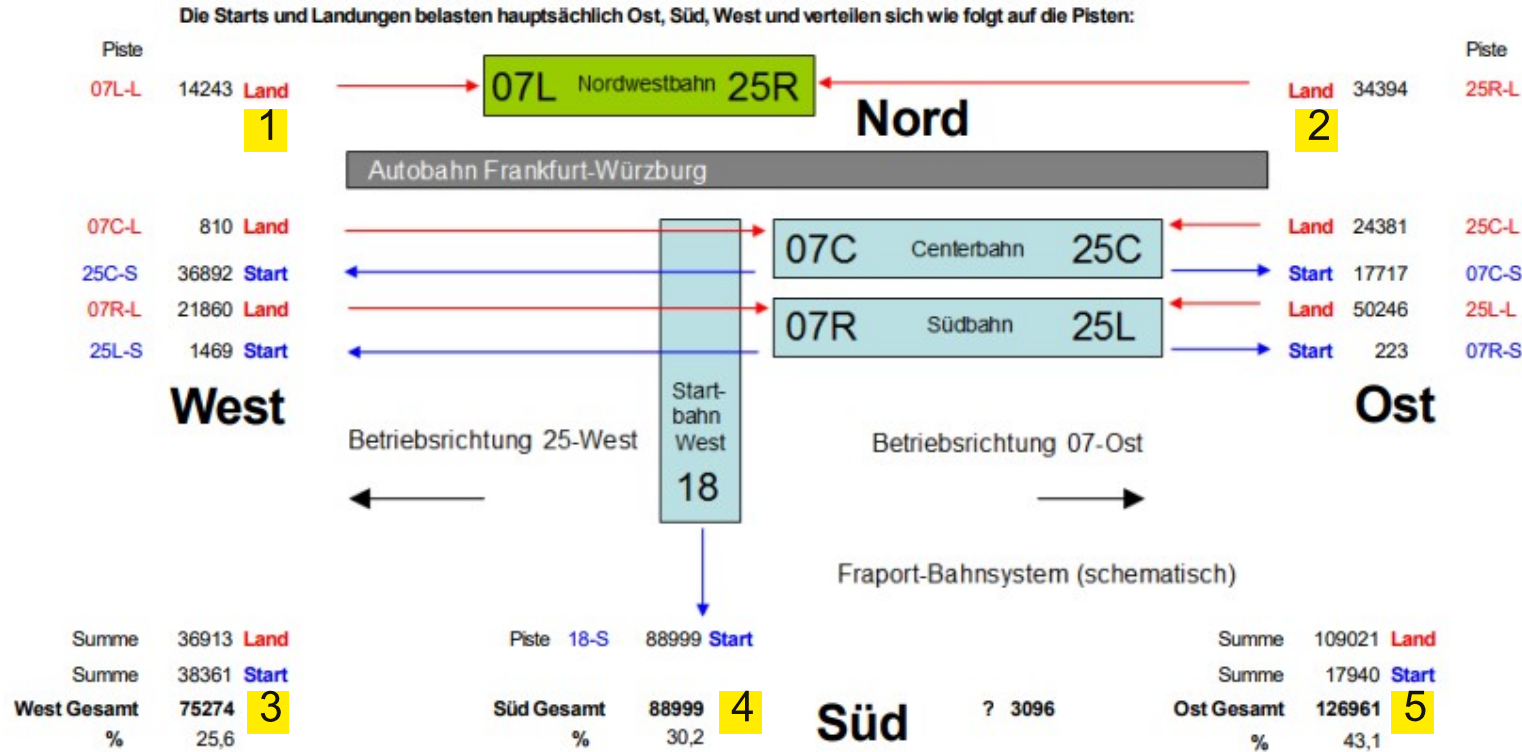 Die Starts und Landungen belasten hauptsächlich Ost, Süd, West und verteilen sich wie folgt auf die Pisten:
Piste Piste
07L-L 14243 Land 07L Nordwestbahn 25R Land 34394 25R-L
1 Nord 2
Autobahn Frankfurt-Würzburg
07C-L 810 Land 07C Centerbahn 25C Land 24381 25C-L
25C-S 36892 Start Start 17717 07C-S
07R-L 21860 Land 07R Südbahn 25L Land 50246 25L-L
25L-S 1469 Start Start 223 07R-S
West Ost
Start-
bahn
West
18
Betriebsrichtung 25-West Betriebsrichtung 07-Ost
Fraport-Bahnsystem (schematisch)
Summe 36913 Land Piste 18-S 88999 Start Summe 109021 Land
Summe 38361 Start Summe 17940 Start
West Gesamt 75274 3 Süd Gesamt 88999 4 Süd ? 3096 Ost Gesamt 126961 5
% 25,6 % 30,2 % 43,1